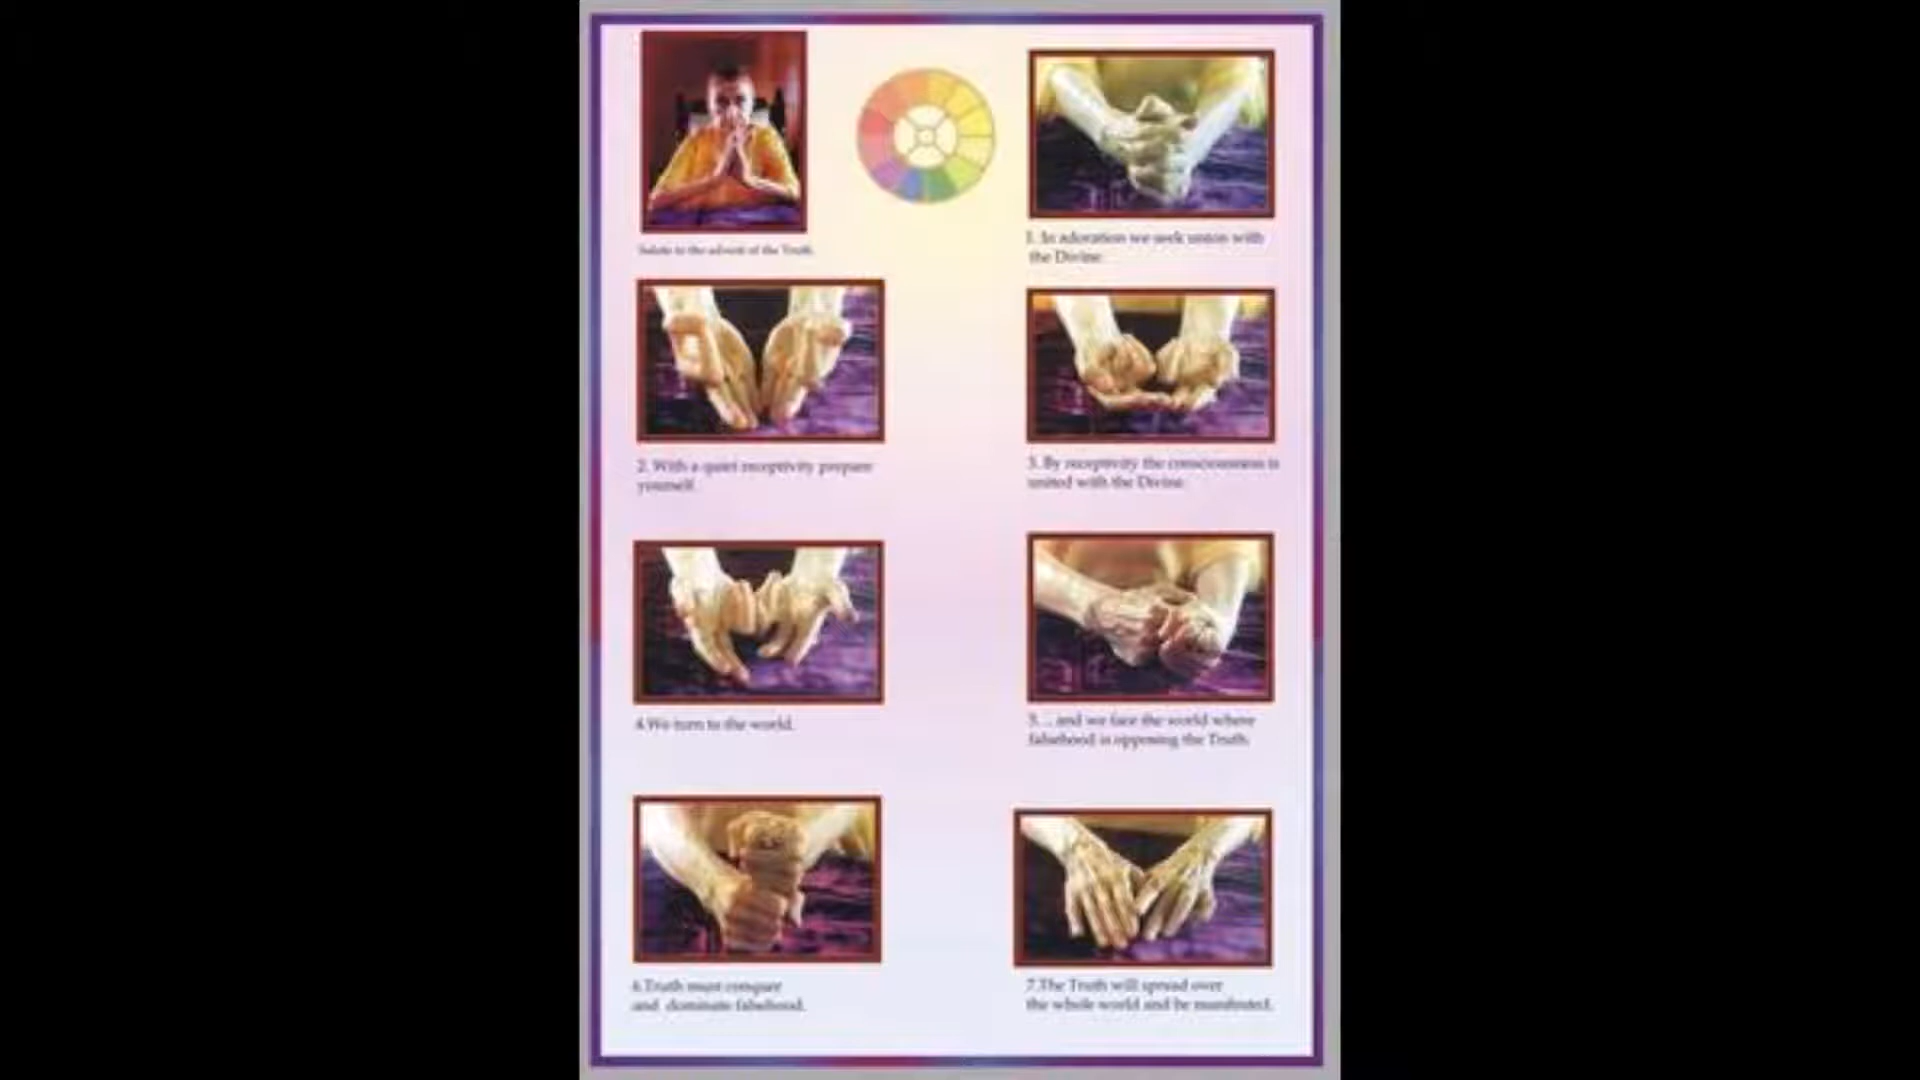 Salute to the advent of the Truth.
1. In adoration we seek union with
the Divine
2. With a quiet receptivity prepare
yourself.
3. By receptivity the consciousness is
united with the Divine
4.We turn to the world.
5. ... and we face the world where
falsehood is opposing the Truth.
6.Truth must conquer
and dominate falsehood.
7.The Truth will spread over
the whole world and be manifested.